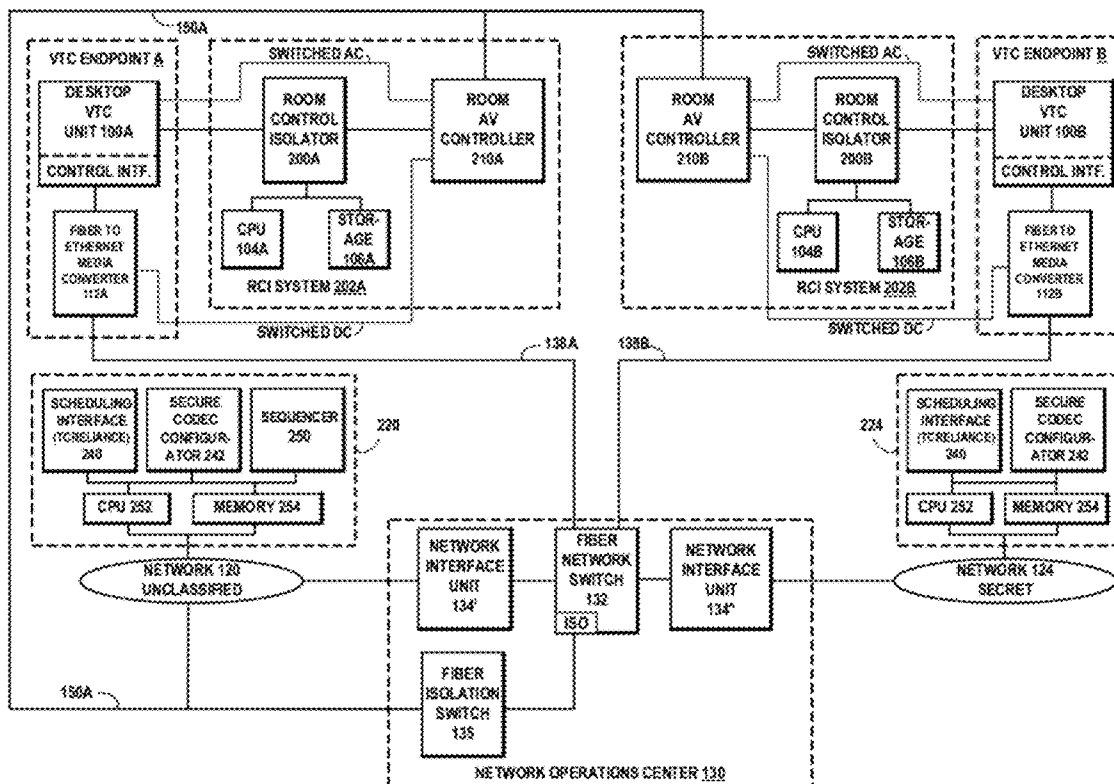 150A
VTC ENDPOINT A
DESKTOP
VTC
UNIT 100A
CONTROL INTF.
FIBER TO
ETHERNET
MEDIA
CONVERTER
112A
SWITCHED AC
ROOM
CONTROL
ISOLATOR
200A
ROOM
AV
CONTROLLER
210A
CPU
104A
STOR-
AGE
106A
RCI SYSTEM 202A
SWITCHED DC
SWITCHED AC
ROOM
AV
CONTROLLER
210B
ROOM
CONTROL
ISOLATOR
200B
CPU
104B
STOR-
AGE
106B
RCI SYSTEM 202B
SWITCHED DC
VTC ENDPOINT B
DESKTOP
VTC
UNIT 100B
CONTROL INTF.
FIBER TO
ETHERNET
MEDIA
CONVERTER
112B
138A
138B
SCHEDULING
INTERFACE
(TCRELIANCE)
240
SECURE
CODEC
CONFIGUR-
ATOR 242
SEQUENCER
250
CPU 252
MEMORY 254
220
NETWORK 120
UNCLASSIFIED
224
SCHEDULING
INTERFACE
(TCRELIANCE)
240
SECURE
CODEC
CONFIGUR-
ATOR 242
CPU 252
MEMORY 254
NETWORK 124
SECRET
NETWORK
INTERFACE
UNIT
134'
FIBER
NETWORK
SWITCH
132
ISO
NETWORK
INTERFACE
UNIT
134"
150A
FIBER
ISOLATION
SWITCH
135
NETWORK OPERATIONS CENTER 130